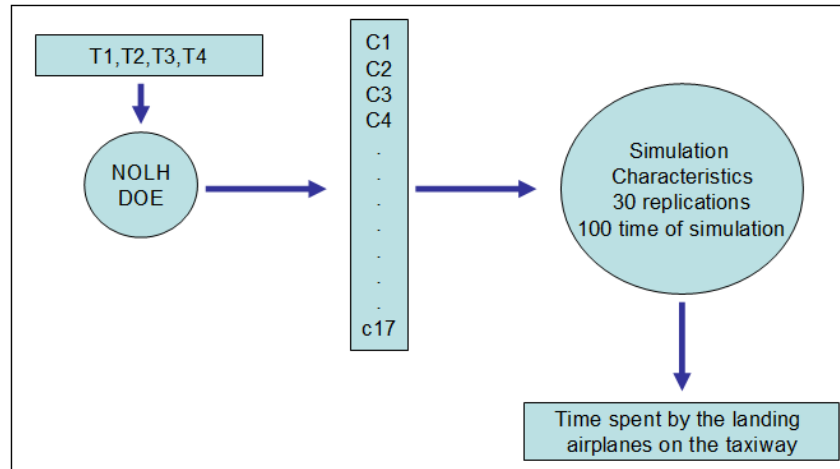 T1,T2,T3,T4
NOLH
DOE
C1
C2
C3
C4
.
.
.
.
.
.
.
c17
Simulation
Characteristics
30 replications
100 time of simulation
Time spent by the landing
airplanes on the taxiway